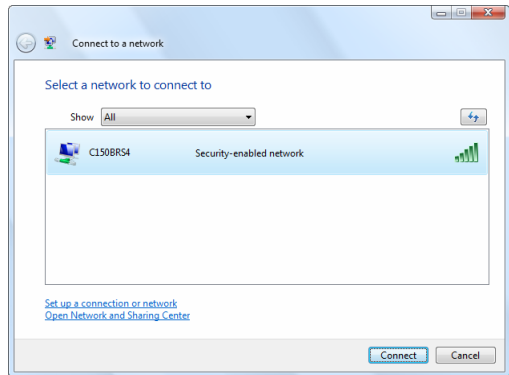 Connect to a network
Select a network to connect to
Show All
C150BRS4 Security-enabled network
Set up a connection or network
Open Network and Sharing Center
Connect Cancel